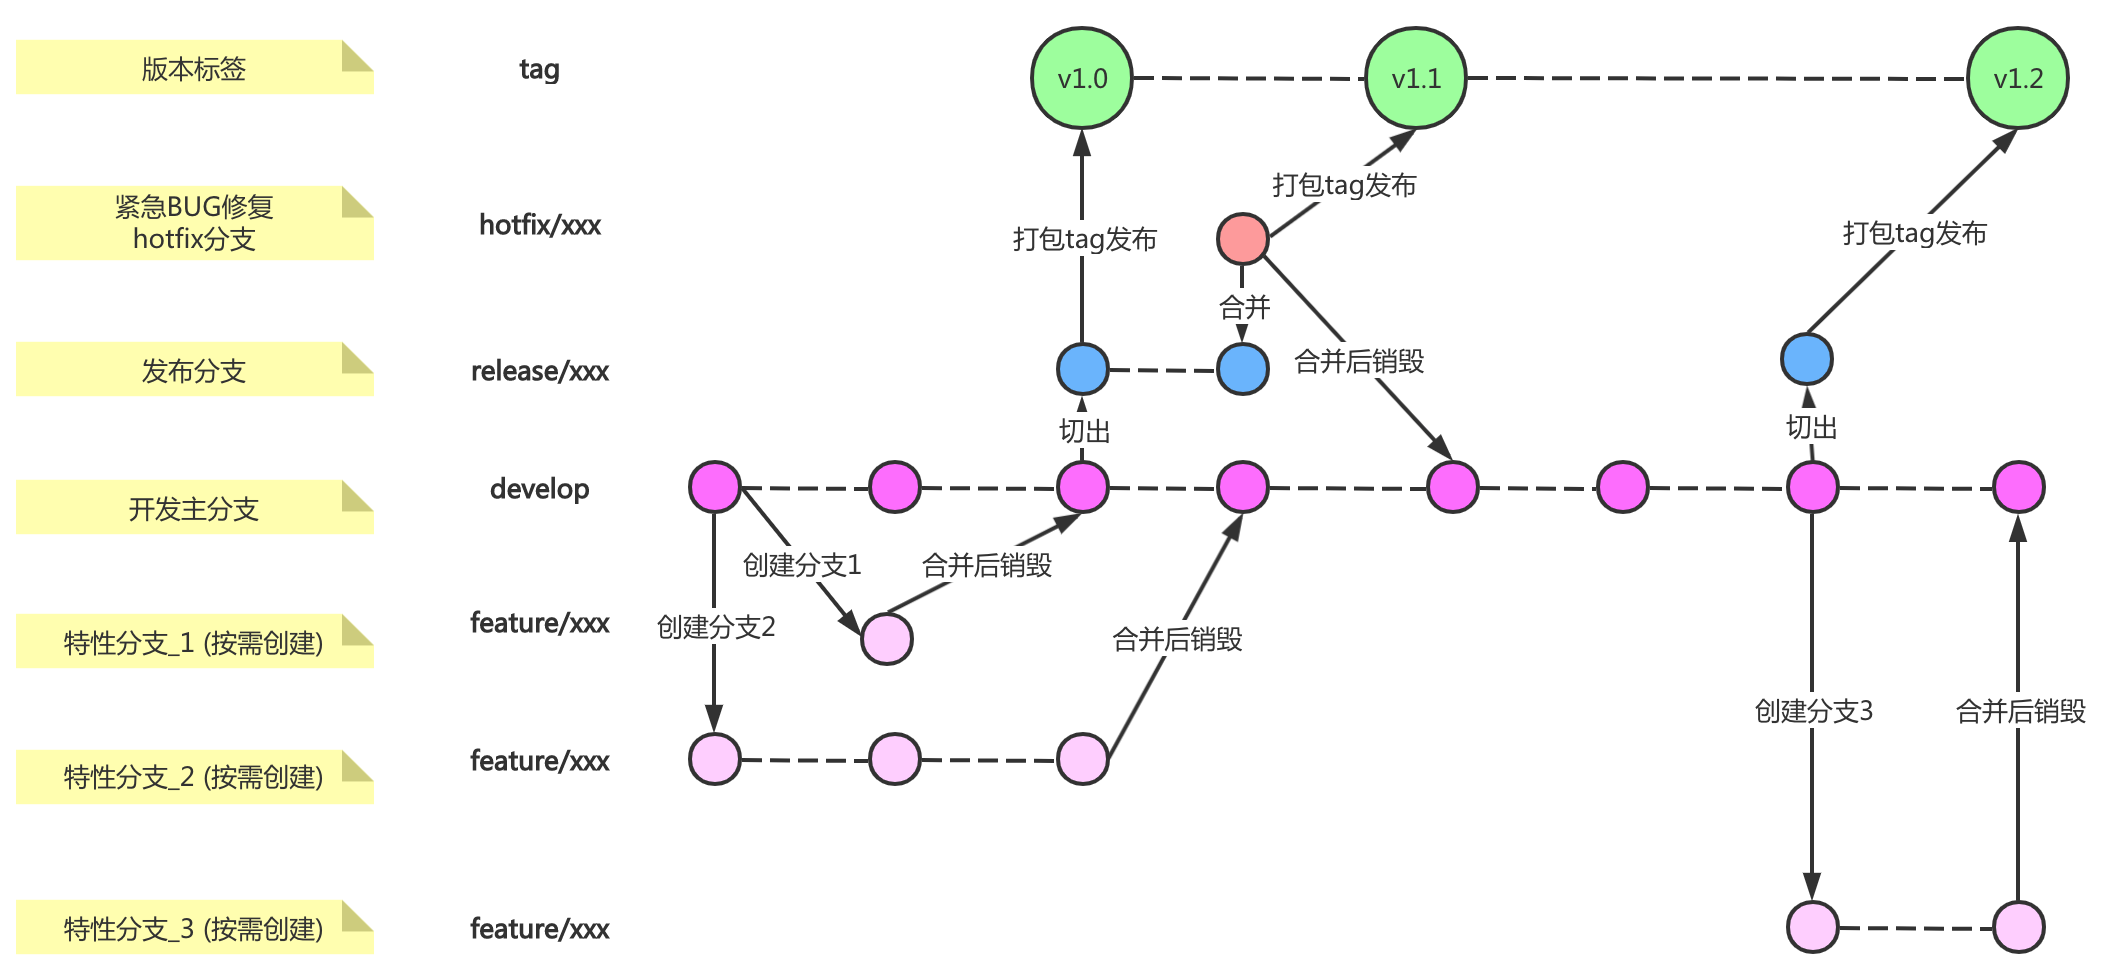 版本标签
tag
v1.0
v1.1
v1.2
紧急BUG修复
hotfix分支
hotfix/xxx
打包tag发布
打包tag发布
打包tag发布
合并
发布分支
release/xxx
合并后销毁
切出
切出
开发主分支
develop
创建分支1
合并后销毁
特性分支_1 (按需创建)
feature/xxx
创建分支2
合并后销毁
创建分支3
合并后销毁
特性分支_2 (按需创建)
feature/xxx
特性分支_3 (按需创建)
feature/xxx